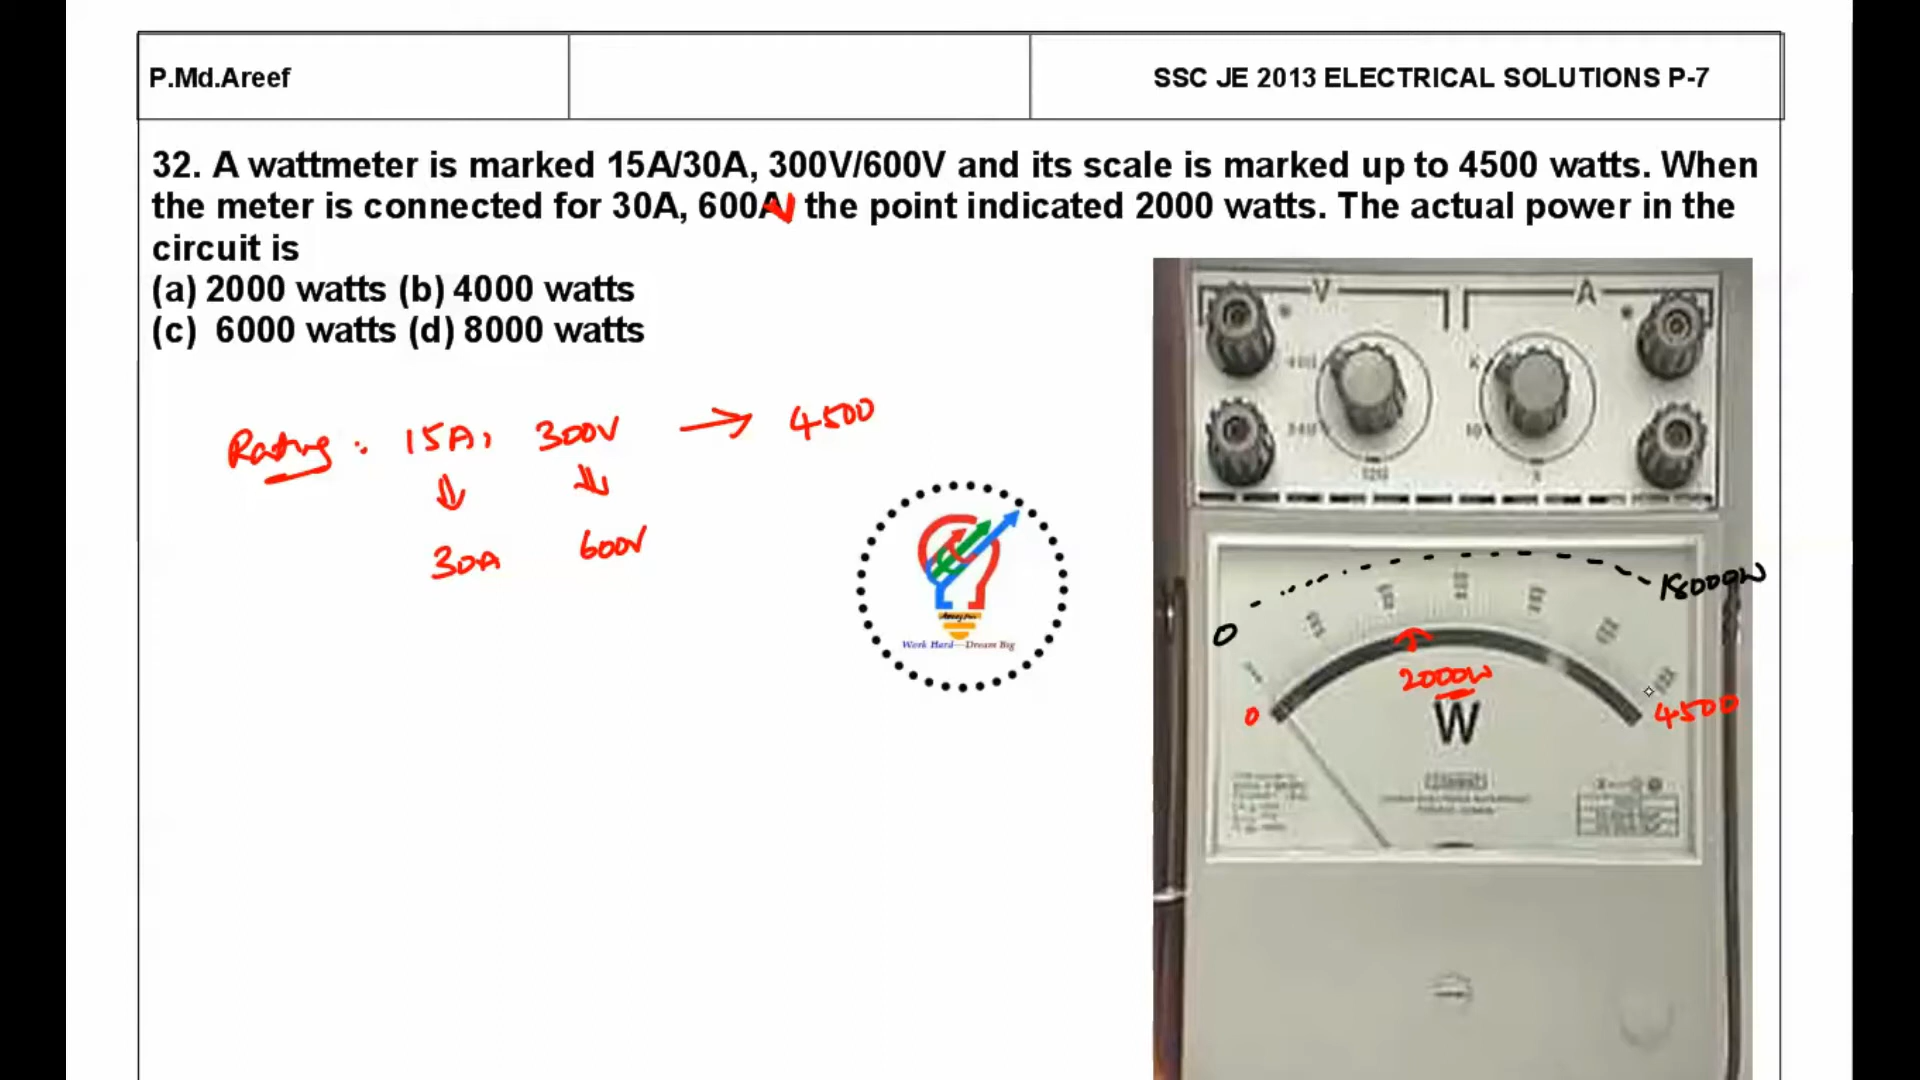 P.Md.Areef
SSC JE 2013 ELECTRICAL SOLUTIONS P-7
32. A wattmeter is marked 15A/30A, 300V/600V and its scale is marked up to 4500 watts. When
the meter is connected for 30A, 600A V the point indicated 2000 watts. The actual power in the
circuit is
(a) 2000 watts (b) 4000 watts
(c) 6000 watts (d) 8000 watts
V A
Rating : 15A, 300V → 4500
30A 600V
Work Hard---Dream Big
0 18000W
2000W
0 4500
W